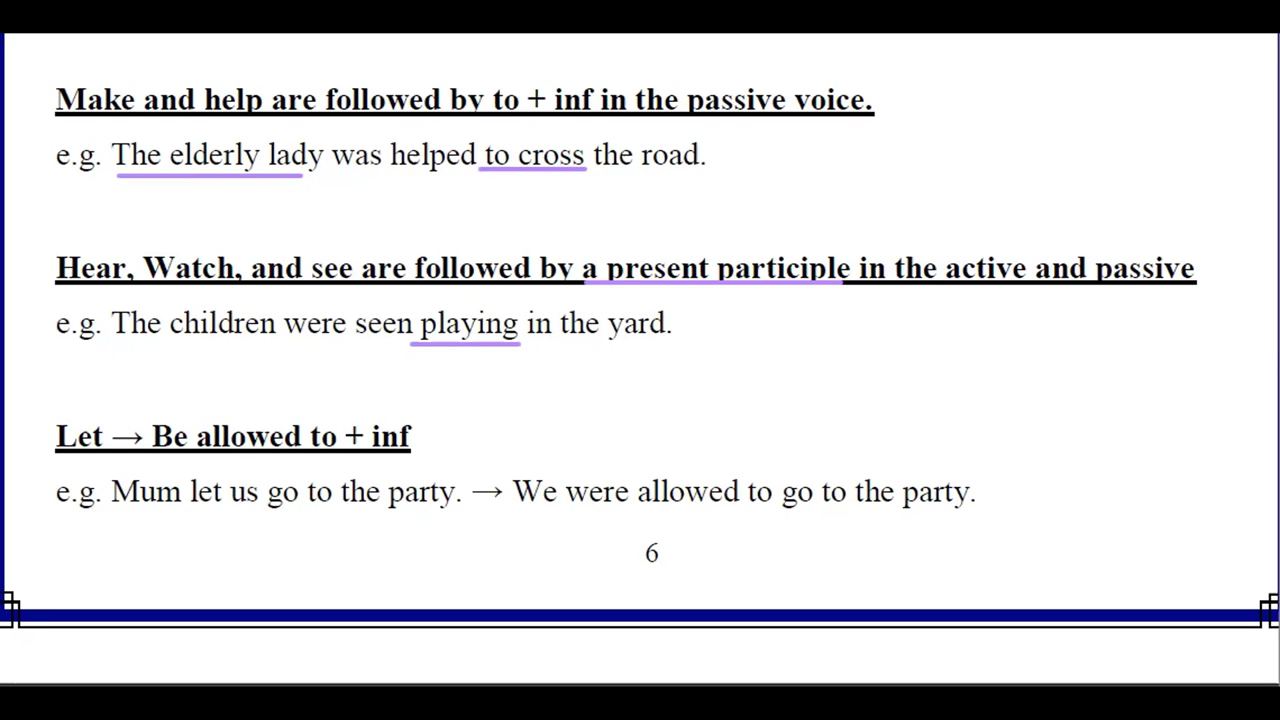 Make and help are followed by to + inf in the passive voice.
e.g. The elderly lady was helped to cross the road.
Hear, Watch, and see are followed by a present participle in the active and passive
e.g. The children were seen playing in the yard.
Let → Be allowed to + inf
e.g. Mum let us go to the party. → We were allowed to go to the party.
6